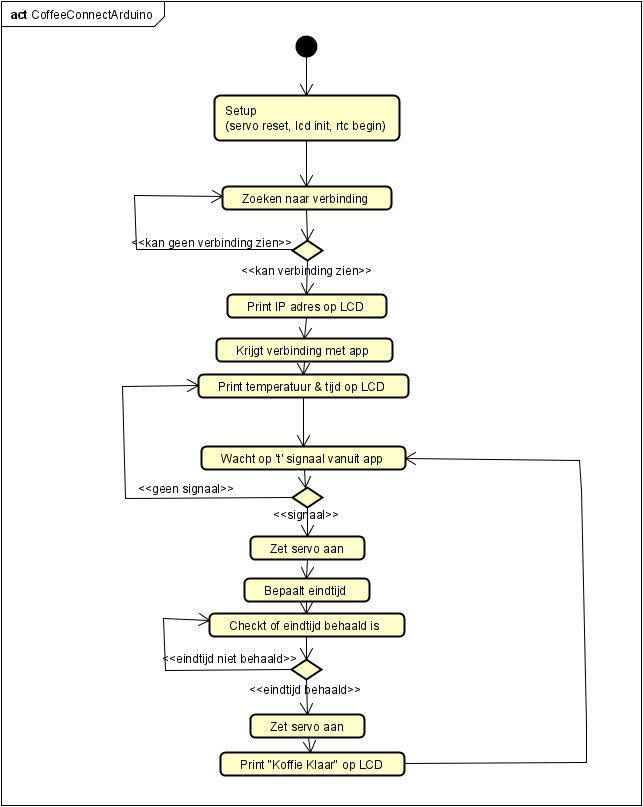 act CoffeeConnectArduino
Setup
(servo reset, lcd init, rtc begin)
Zoeken naar verbinding
<<kan geen verbinding zien>>
<<kan verbinding zien>>
Print IP adres op LCD
Krijgt verbinding met app
Print temperatuur & tijd op LCD
Wacht op 't' signaal vanuit app
<<geen signaal>>
<<signaal>>
Zet servo aan
Bepaalt eindtijd
Checkt of eindtijd behaald is
<<eindtijd niet behaald>>
<<eindtijd behaald>>
Zet servo aan
Print "Koffie Klaar" op LCD